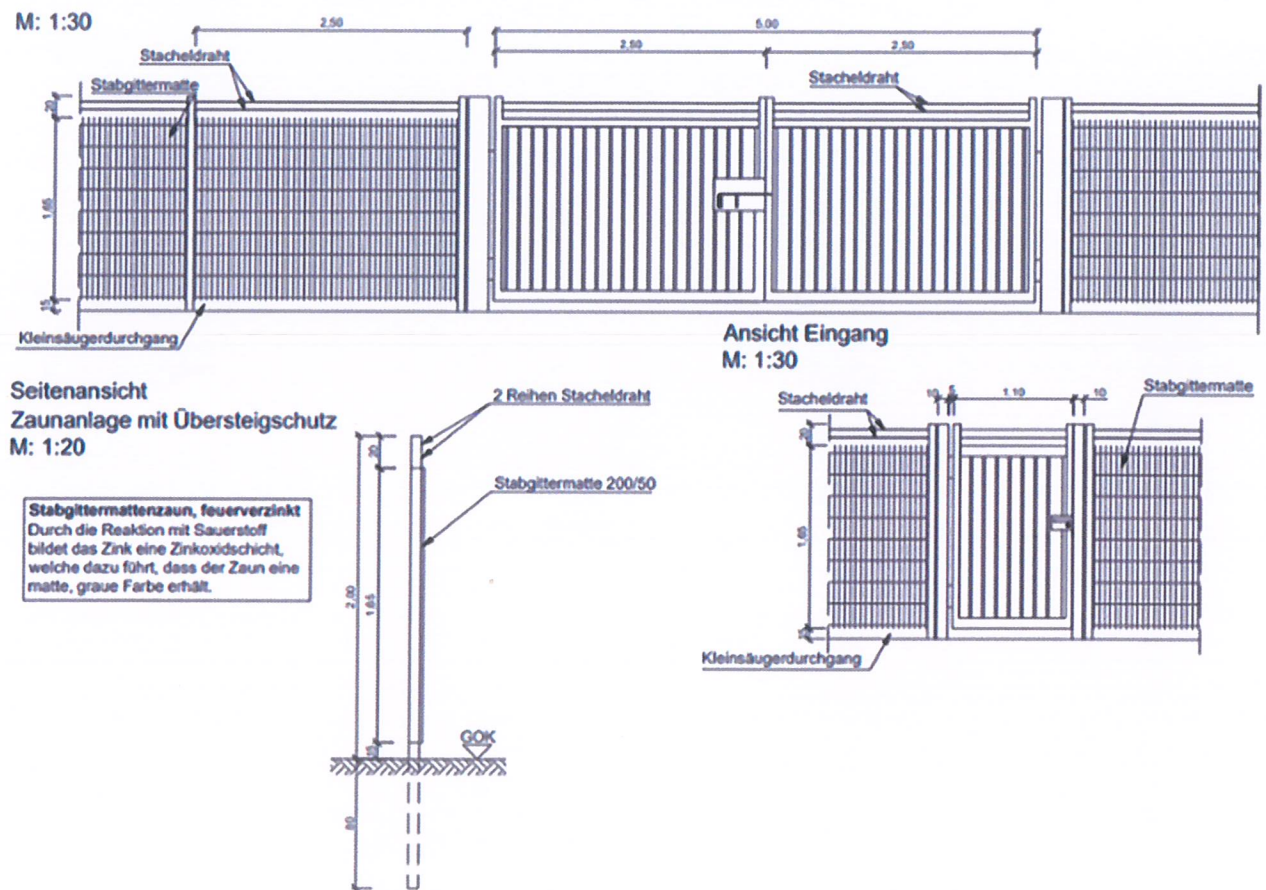 M: 1:30
2,50
5.00
2,50
2,50
Stacheldraht
Stabgittermatte
Stacheldraht
20
1,65
15
Kleinsäugerdurchgang
Ansicht Eingang
M: 1:30
Seitenansicht
Zaunanlage mit Übersteigschutz
M: 1:20
2 Reihen Stacheldraht
20
Stabgittermatte 200/50
Stabgittermattenzaun, feuerverzinkt
Durch die Reaktion mit Sauerstoff
bildet das Zink eine Zinkoxidschicht,
welche dazu führt, dass der Zaun eine
matte, graue Farbe erhält.
2,00
1,65
15
GOK
80
Stacheldraht
10
5
1,10
10
Stabgittermatte
20
1,65
15
Kleinsäugerdurchgang